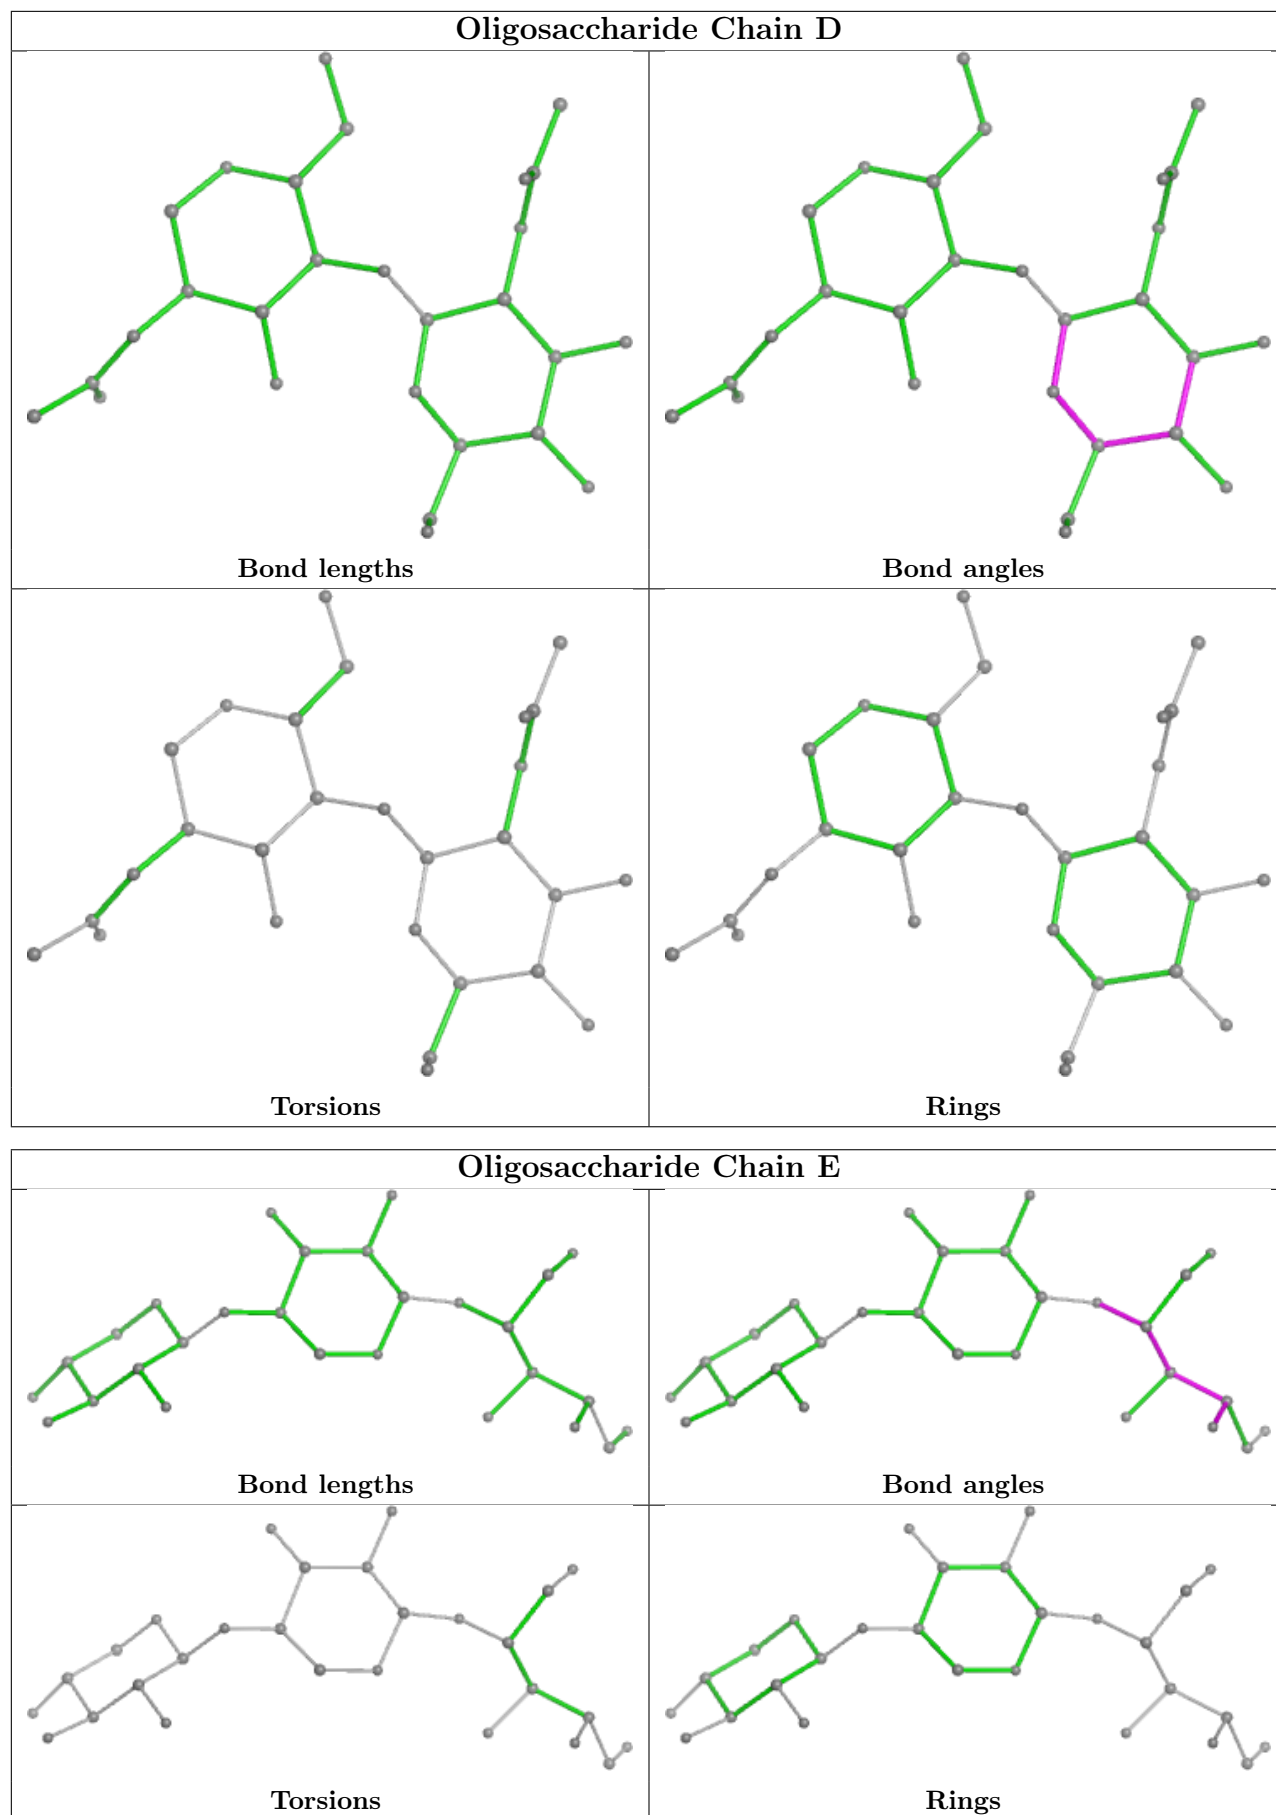 Oligosaccharide Chain D
Bond lengths
Bond angles
Torsions
Rings
Oligosaccharide Chain E
Bond lengths
Bond angles
Torsions
Rings